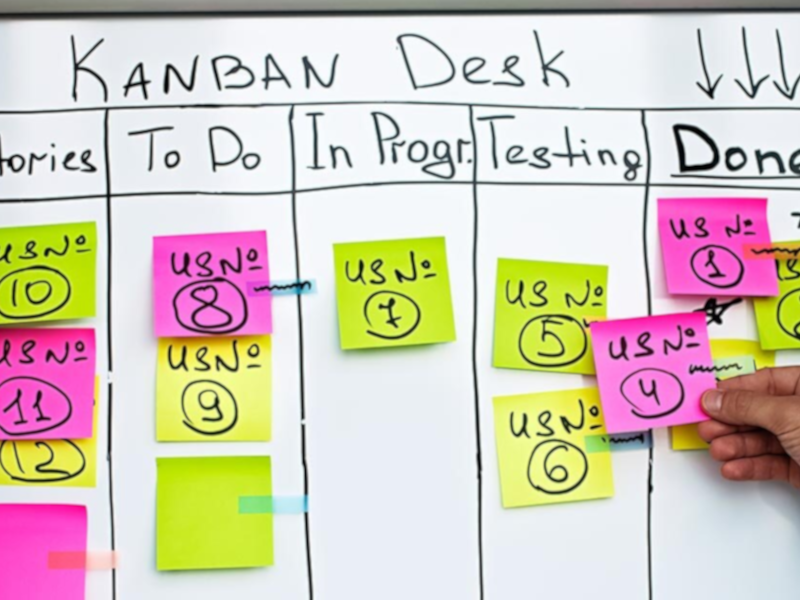 KANBAN Desk
tories
To Do
In Progr.
Testing
Done
US Nº
10
US Nº
11
12
US Nº
8
US Nº
9
US Nº
7
US Nº
5
US Nº
6
US Nº
4
US Nº
1
US